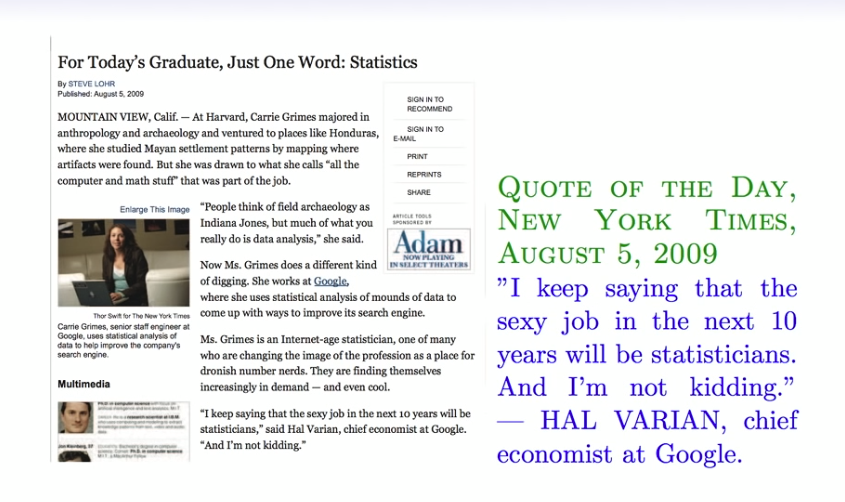 For Today's Graduate, Just One Word: Statistics
By STEVE LOHR
Published: August 5, 2009
MOUNTAIN VIEW, Calif. — At Harvard, Carrie Grimes majored in
anthropology and archaeology and ventured to places like Honduras,
where she studied Mayan settlement patterns by mapping where
artifacts were found. But she was drawn to what she calls “all the
computer and math stuff” that was part of the job.
SIGN IN TO
RECOMMEND
SIGN IN TO
E-MAIL
PRINT
REPRINTS
SHARE
ARTICLE TOOLS
SPONSORED BY
Adam
NOW PLAYING
IN SELECT THEATERS
Enlarge This Image
Thor Swift for The New York Times
Carrie Grimes, senior staff engineer at
Google, uses statistical analysis of
data to help improve the company's
search engine.
Multimedia
“People think of field archaeology as
Indiana Jones, but much of what you
really do is data analysis,” she said.
Now Ms. Grimes does a different kind
of digging. She works at Google,
where she uses statistical analysis of mounds of data to
come up with ways to improve its search engine.
Ms. Grimes is an Internet-age statistician, one of many
who are changing the image of the profession as a place for
dronish number nerds. They are finding themselves
increasingly in demand — and even cool.
“I keep saying that the sexy job in the next 10 years will be
statisticians,” said Hal Varian, chief economist at Google.
“And I'm not kidding.”
QUOTE OF THE DAY,
NEW YORK TIMES,
AUGUST 5, 2009
”I keep saying that the
sexy job in the next 10
years will be statisticians.
And I'm not kidding.”
— HAL VARIAN, chief
economist at Google.